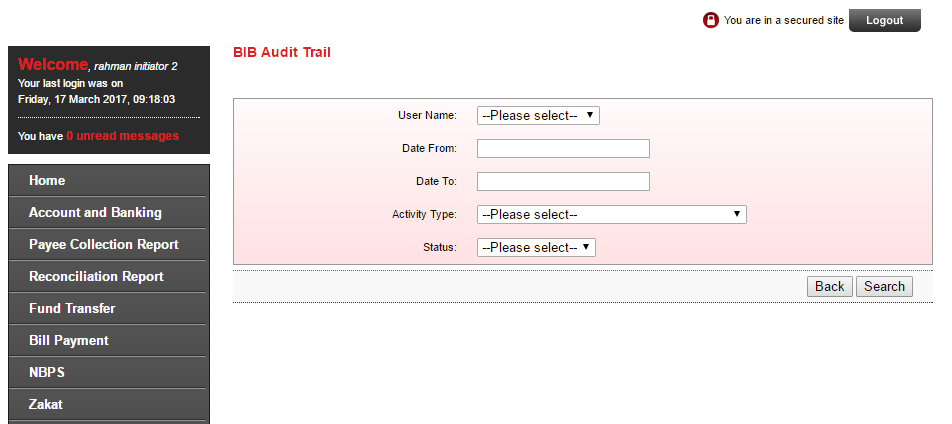 You are in a secured site
Logout
Welcome, rahman initiator 2
Your last login was on
Friday, 17 March 2017, 09:18:03
You have 0 unread messages
Home
Account and Banking
Payee Collection Report
Reconciliation Report
Fund Transfer
Bill Payment
NBPS
Zakat
BIB Audit Trail
User Name: --Please select--
Date From:
Date To:
Activity Type: --Please select--
Status: --Please select--
Back Search